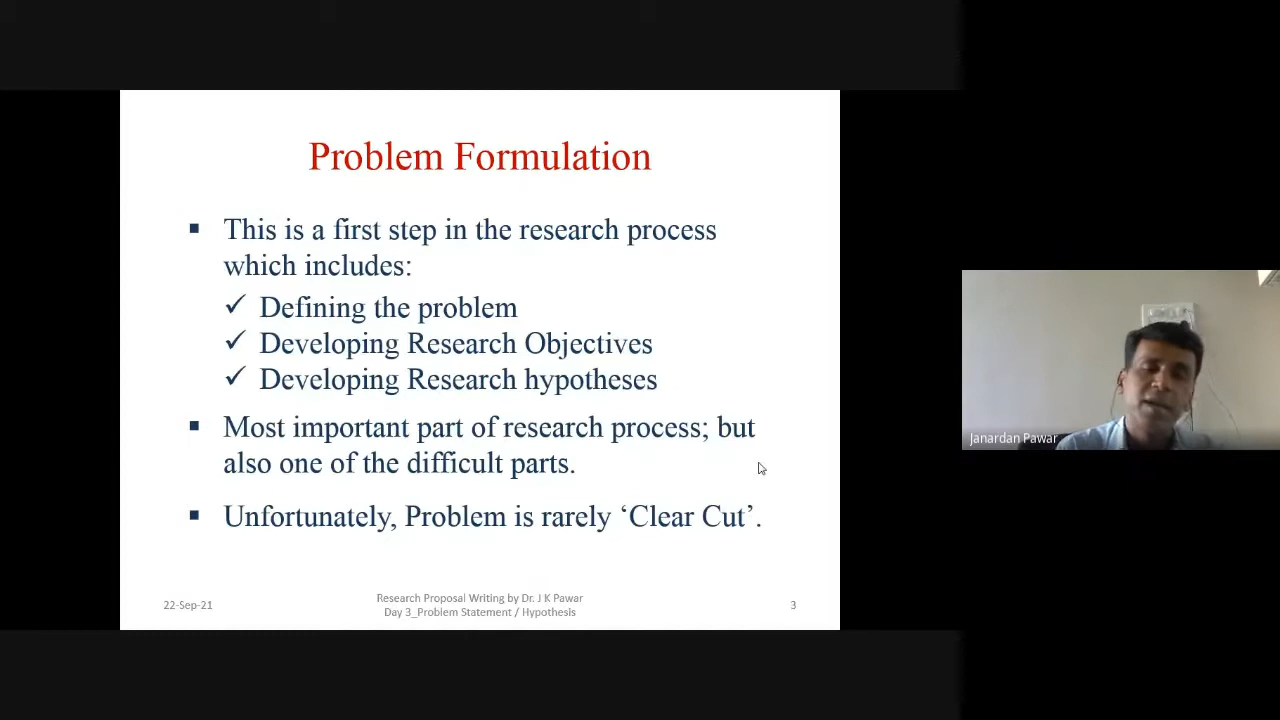 Problem Formulation
▪ This is a first step in the research process
which includes:
✓ Defining the problem
✓ Developing Research Objectives
✓ Developing Research hypotheses
▪ Most important part of research process; but
also one of the difficult parts.
▪ Unfortunately, Problem is rarely ‘Clear Cut’.
22-Sep-21
Research Proposal Writing by Dr. J K Pawar
Day 3_Problem Statement / Hypothesis
3
Janardan Pawar